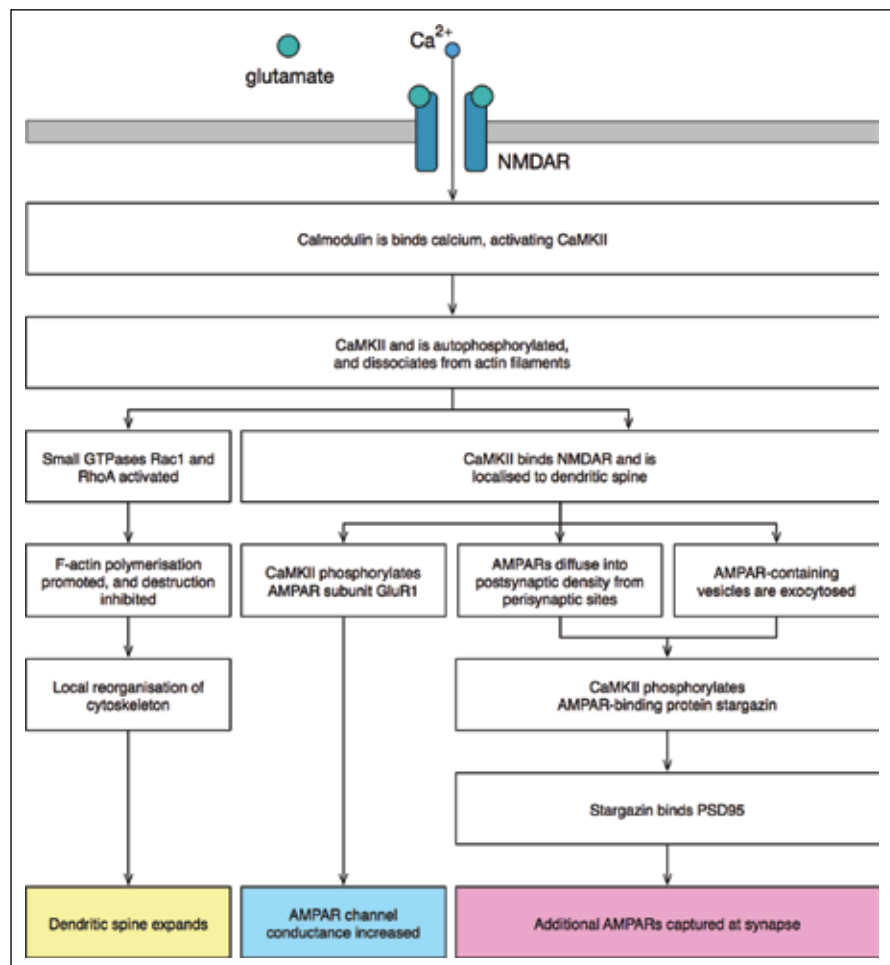 Ca2+
glutamate
NMDAR
Calmodulin is binds calcium, activating CaMKII
CaMKII and is autophosphorylated,
and dissociates from actin filaments
Small GTPases Rac1 and
RhoA activated
CaMKII binds NMDAR and is
localised to dendritic spine
F-actin polymerisation
promoted, and destruction
inhibited
CaMKII phosphorylates
AMPAR subunit GluR1
AMPARs diffuse into
postsynaptic density from
perisynaptic sites
AMPAR-containing
vesicles are exocytosed
Local reorganisation of
cytoskeleton
CaMKII phosphorylates
AMPAR-binding protein stargazin
Stargazin binds PSD95
Dendritic spine expands
AMPAR channel
conductance increased
Additional AMPARs captured at synapse